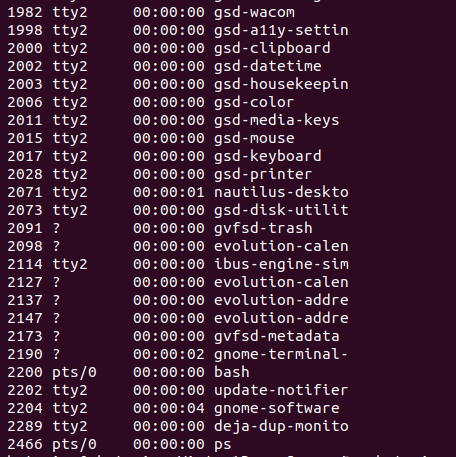 1982 tty2     00:00:00 gsd-wacom
1998 tty2     00:00:00 gsd-a11y-settin
2000 tty2     00:00:00 gsd-clipboard
2002 tty2     00:00:00 gsd-datetime
2003 tty2     00:00:00 gsd-housekeepin
2006 tty2     00:00:00 gsd-color
2011 tty2     00:00:00 gsd-media-keys
2015 tty2     00:00:00 gsd-mouse
2017 tty2     00:00:00 gsd-keyboard
2028 tty2     00:00:00 gsd-printer
2071 tty2     00:00:01 nautilus-deskto
2073 tty2     00:00:00 gsd-disk-utilit
2091 ?        00:00:00 gvfsd-trash
2098 ?        00:00:00 evolution-calen
2114 tty2     00:00:00 ibus-engine-sim
2127 ?        00:00:00 evolution-calen
2137 ?        00:00:00 evolution-addre
2147 ?        00:00:00 evolution-addre
2173 ?        00:00:00 gvfsd-metadata
2190 ?        00:00:02 gnome-terminal-
2200 pts/0    00:00:00 bash
2202 tty2     00:00:00 update-notifier
2204 tty2     00:00:04 gnome-software
2289 tty2     00:00:00 deja-dup-monito
2466 pts/0    00:00:00 ps